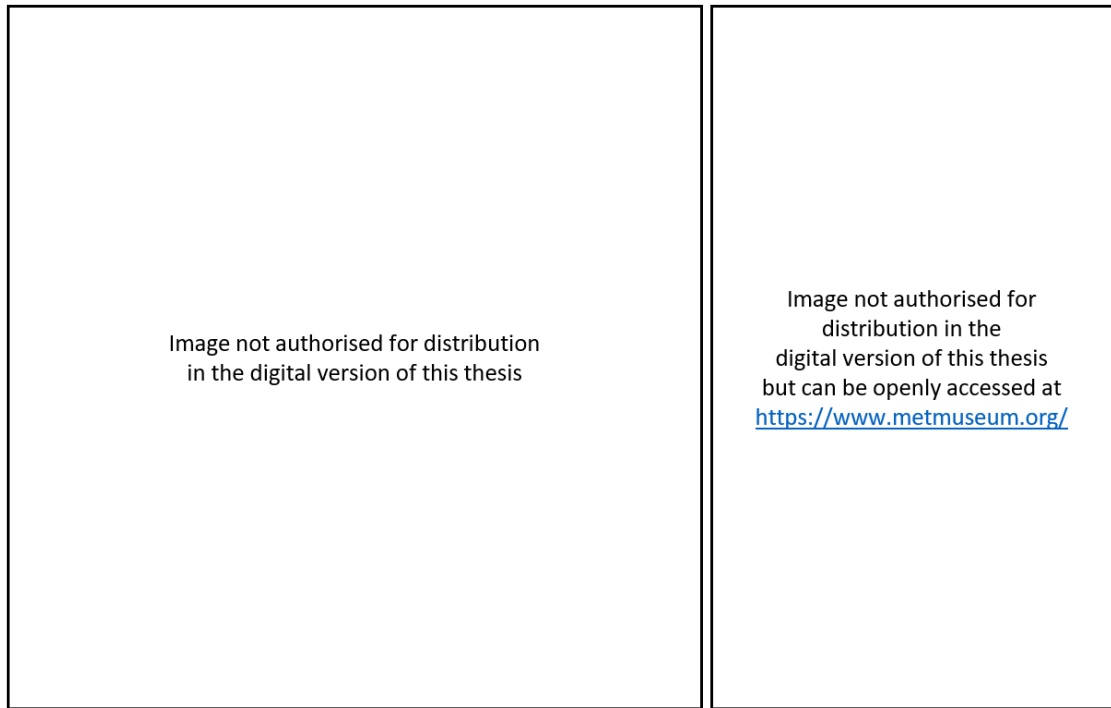 Image not authorised for distribution
in the digital version of this thesis
Image not authorised for
distribution in the
digital version of this thesis
but can be openly accessed at
https://www.metmuseum.org/